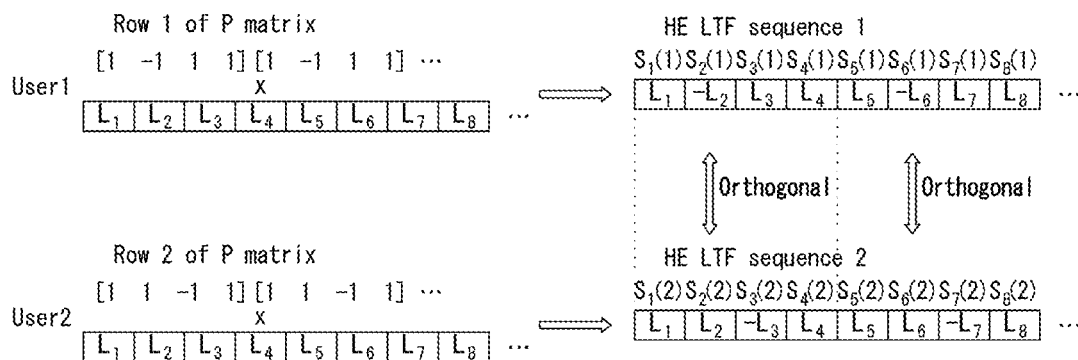 Row 1 of P matrix
HE LTF sequence 1
[1 -1 1 1] [1 -1 1 1] ...
S1(1) S2(1) S3(1) S4(1) S5(1) S6(1) S7(1) S8(1)
User1
x
L1 L2 L3 L4 L5 L6 L7 L8 ...
L1 -L2 L3 L4 L5 -L6 L7 L8 ...
Orthogonal
Orthogonal
Row 2 of P matrix
HE LTF sequence 2
[1 1 -1 1] [1 1 -1 1] ...
S1(2) S2(2) S3(2) S4(2) S5(2) S6(2) S7(2) S8(2)
User2
x
L1 L2 L3 L4 L5 L6 L7 L8 ...
L1 L2 -L3 L4 L5 L6 -L7 L8 ...